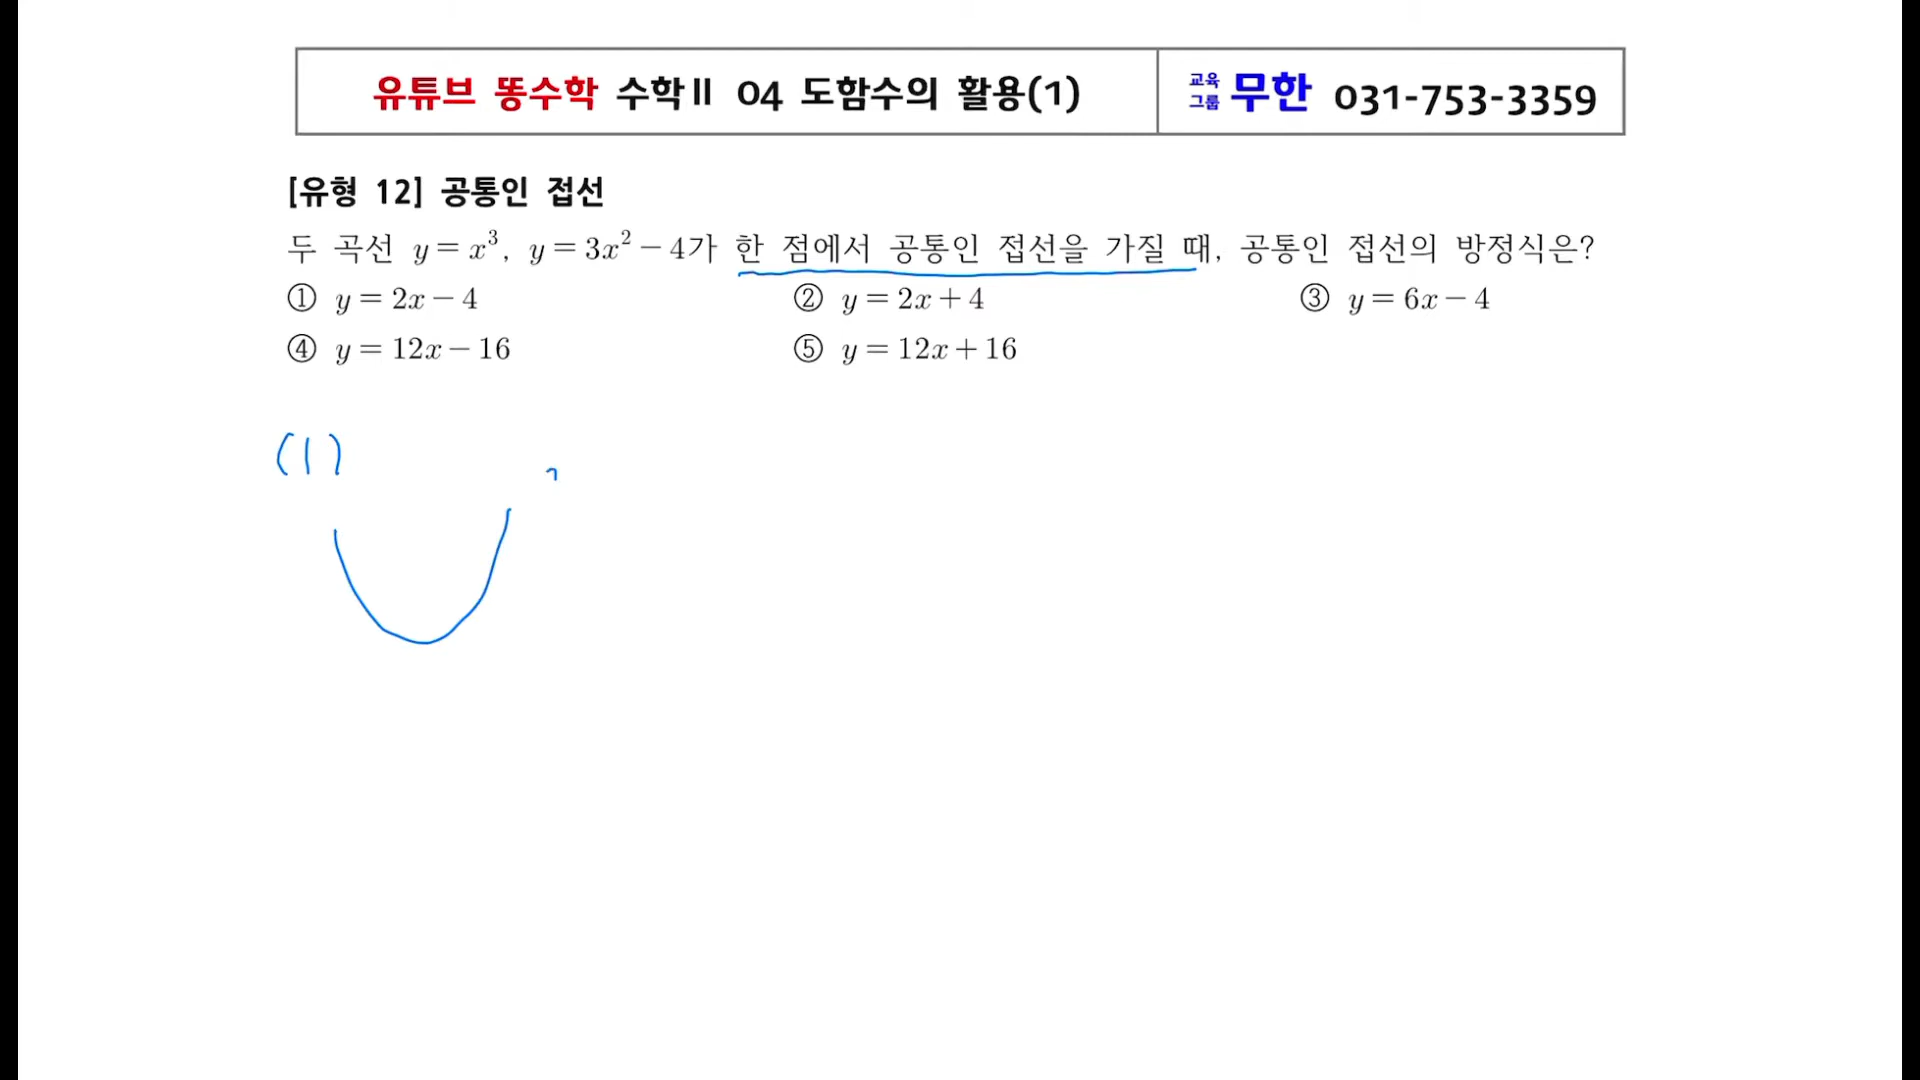 유튜브 똥수학 수학Ⅱ 04 도함수의 활용(1)
교육그룹 무한 031-753-3359
[유형 12] 공통인 접선
두 곡선 y=x³, y=3x²-4가 한 점에서 공통인 접선을 가질 때, 공통인 접선의 방정식은?
① y=2x-4 ② y=2x+4 ③ y=6x-4
④ y=12x-16 ⑤ y=12x+16
(1)